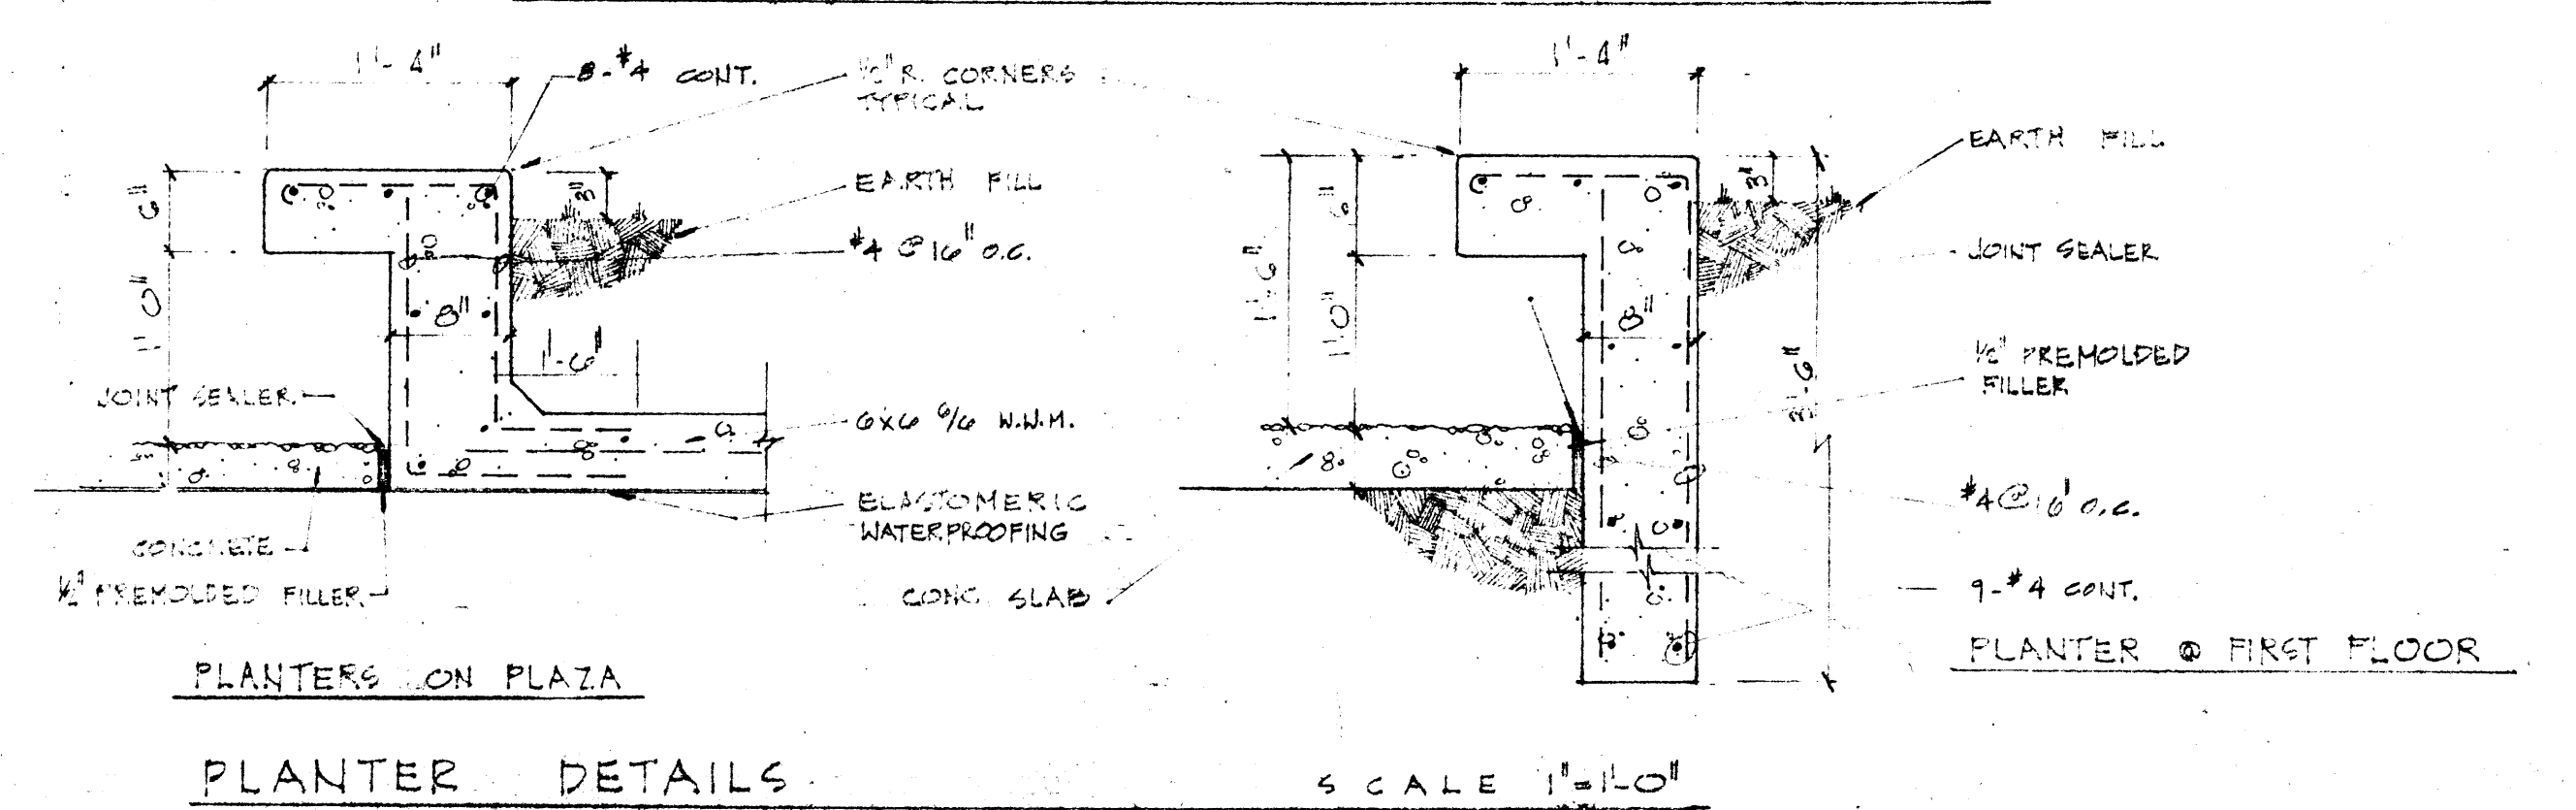 1'-4"
8-#4 CONT.
1/2" R. CORNERS
TYPICAL
EARTH FILL
#4 @ 16" O.C.
6"
1' 0"
3"
8"
1'-6"
JOINT SEALER
6x6 6/6 W.W.M.
ELASTOMERIC
WATERPROOFING
CONCRETE
1/2" PREMOLDED FILLER
CONC. SLAB
PLANTERS ON PLAZA
1'-4"
EARTH FILL
JOINT SEALER
1/2" PREMOLDED
FILLER
#4 @ 16" O.C.
9-#4 CONT.
6"
1'-6"
1'-0"
3"
8"
3'-6"
PLANTER @ FIRST FLOOR
PLANTER DETAILS
SCALE 1"=1'-0"